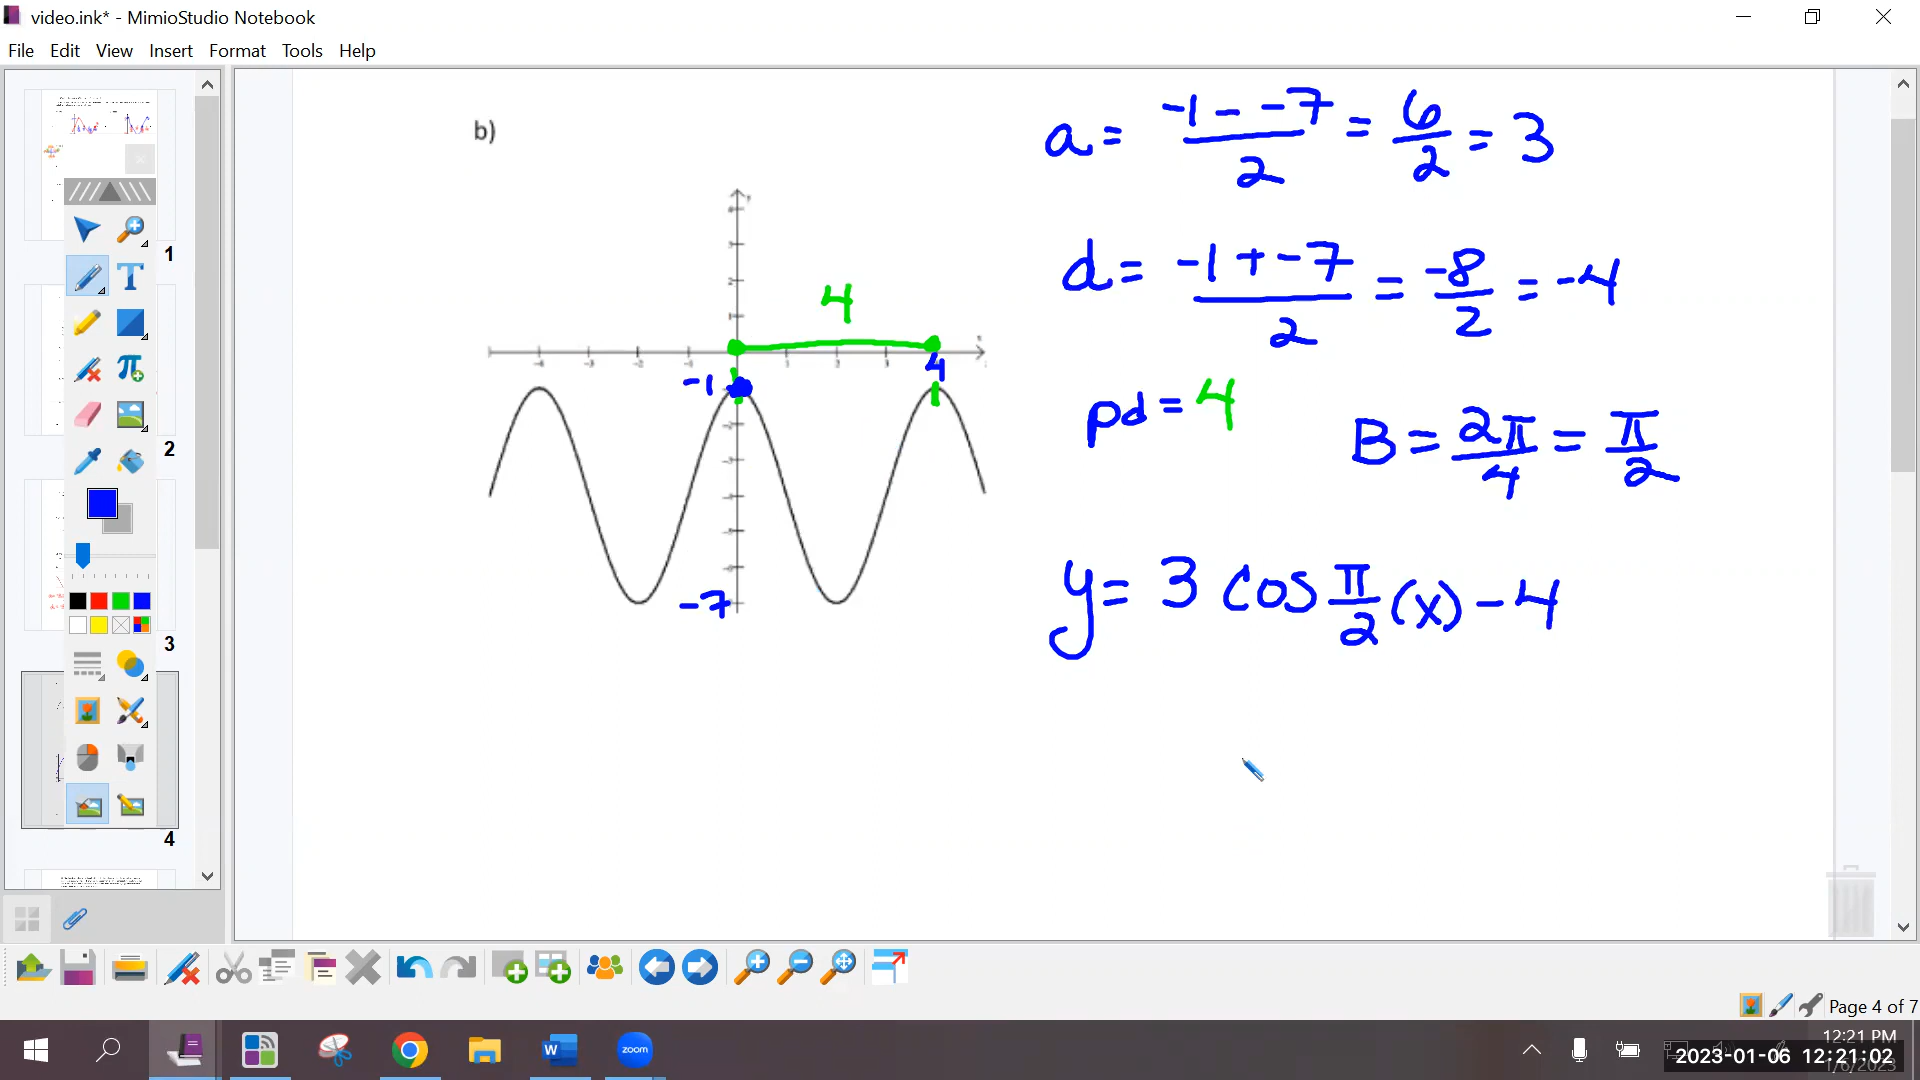 video.ink* - MimioStudio Notebook
File Edit View Insert Format Tools Help
b)
a = -1 - -7 / 2 = 6/2 = 3
d = -1 + -7 / 2 = -8/2 = -4
pd = 4
B = 2π/4 = π/2
y = 3 cos π/2 (x) - 4
4
4
-1
-7
1
2
3
4
Page 4 of 7
12:21 PM
2023-01-06 12:21:02
W
zoom